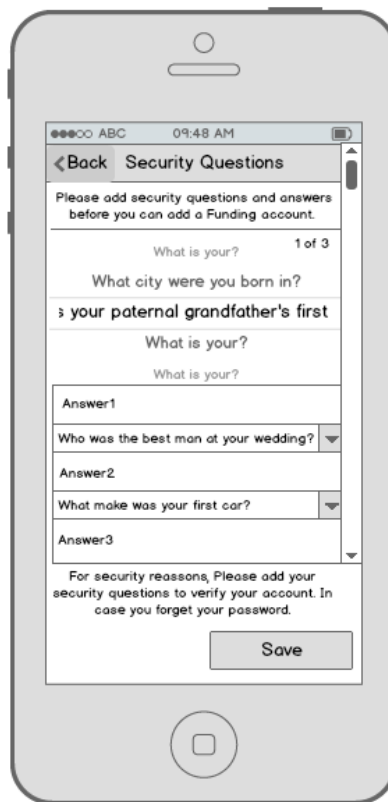 ABC 09:48 AM
Back Security Questions
Please add security questions and answers
before you can add a Funding account.
1 of 3
What is your?
What city were you born in?
s your paternal grandfather's first
What is your?
What is your?
Answer1
Who was the best man at your wedding?
Answer2
What make was your first car?
Answer3
For security reassons, Please add your
security questions to verify your account. In
case you forget your password.
Save